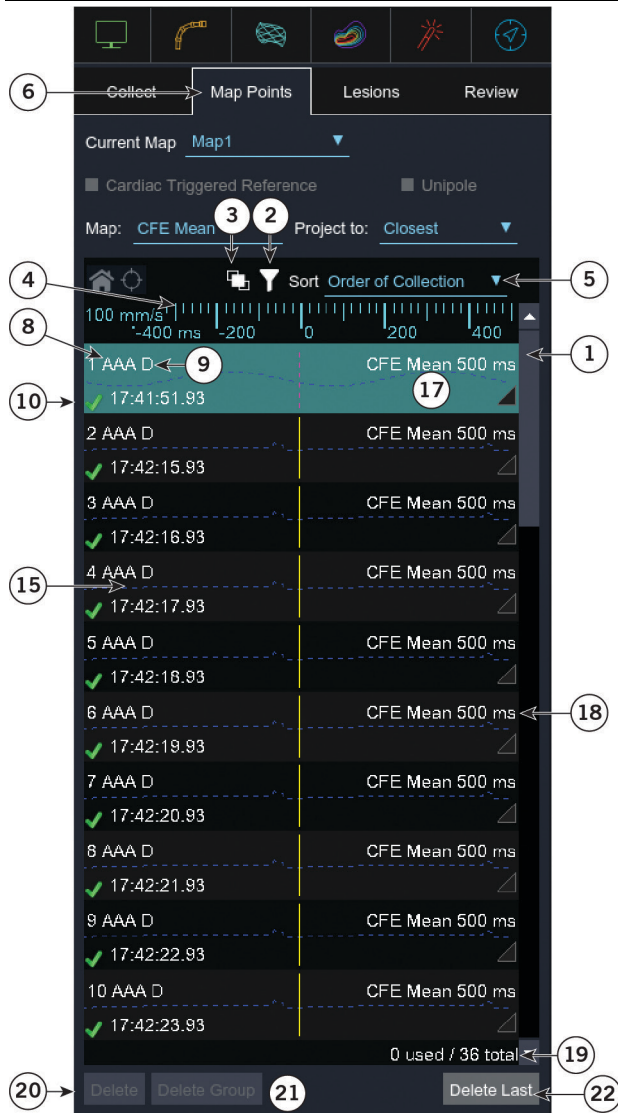 6
Collect Map Points Lesions Review
Current Map Map1
Cardiac Triggered Reference Unipole
3 2
Map: CFE Mean Project to: Closest
4 Sort Order of Collection 5
100 mm/s
-400 ms -200 0 200 400
8 1
1 AAA D 9 CFE Mean 500 ms
10 17:41:51.93 17
2 AAA D CFE Mean 500 ms
17:42:15.93
3 AAA D CFE Mean 500 ms
17:42:16.93
4 AAA D CFE Mean 500 ms
15
17:42:17.93
5 AAA D CFE Mean 500 ms
17:42:18.93
6 AAA D CFE Mean 500 ms 18
17:42:19.93
7 AAA D CFE Mean 500 ms
17:42:20.93
8 AAA D CFE Mean 500 ms
17:42:21.93
9 AAA D CFE Mean 500 ms
17:42:22.93
10 AAA D CFE Mean 500 ms
17:42:23.93
0 used / 36 total 19
20 Delete Delete Group 21 Delete Last 22